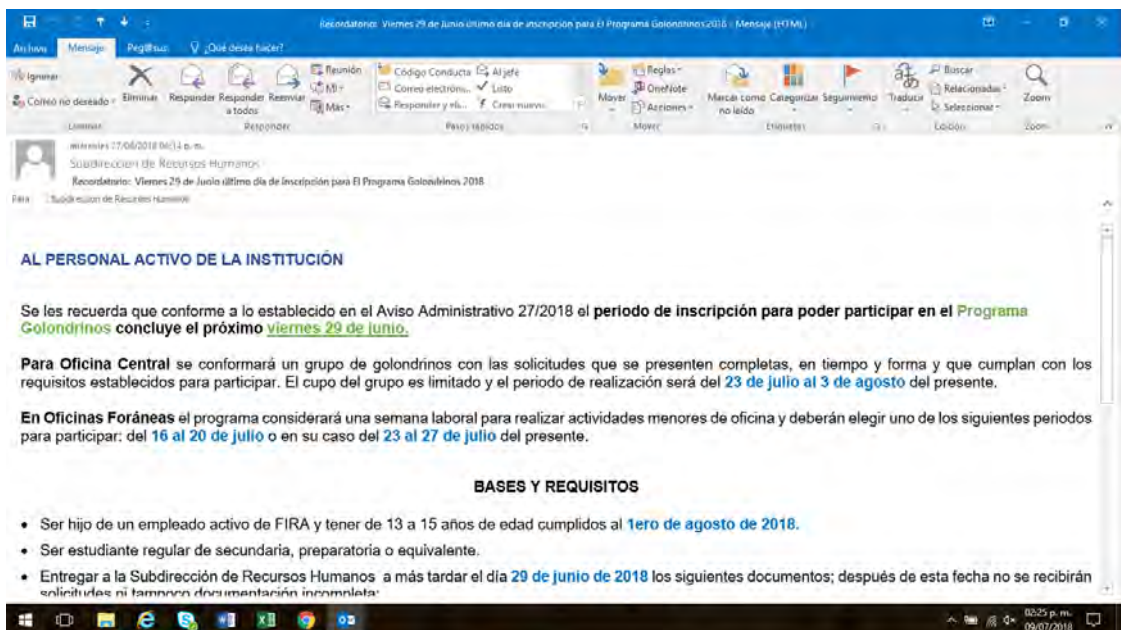 Recordatorio: Viernes 29 de Junio último día de inscripción para El Programa Golondrinos 2018 - Mensaje (HTML)
Archivo Mensaje ¿Qué desea hacer?
Ignorar
Correo no deseado
Eliminar
Responder
Responder a todos
Reenviar
Reunión
MI
Más
Responder
Código Conducta
Al jefe
Correo electrón...
Listo
Responder y eli...
Crear nuevo
Pasos rápidos
Mover
Reglas
OneNote
Acciones
Mover
Marcar como no leído
Categorizar
Seguimiento
Etiquetas
Traducir
Buscar
Relacionadas
Seleccionar
Edición
Zoom
Zoom
miércoles 27/06/2018 06:14 p. m.
Subdirección de Recursos Humanos
Recordatorio: Viernes 29 de Junio último día de inscripción para El Programa Golondrinos 2018
Para Subdirección de Recursos Humanos
AL PERSONAL ACTIVO DE LA INSTITUCIÓN
Se les recuerda que conforme a lo establecido en el Aviso Administrativo 27/2018 el periodo de inscripción para poder participar en el Programa
Golondrinos concluye el próximo viernes 29 de junio.
Para Oficina Central se conformará un grupo de golondrinos con las solicitudes que se presenten completas, en tiempo y forma y que cumplan con los
requisitos establecidos para participar. El cupo del grupo es limitado y el periodo de realización será del 23 de julio al 3 de agosto del presente.
En Oficinas Foráneas el programa considerará una semana laboral para realizar actividades menores de oficina y deberán elegir uno de los siguientes periodos
para participar: del 16 al 20 de julio o en su caso del 23 al 27 de julio del presente.
BASES Y REQUISITOS
• Ser hijo de un empleado activo de FIRA y tener de 13 a 15 años de edad cumplidos al 1ero de agosto de 2018.
• Ser estudiante regular de secundaria, preparatoria o equivalente.
• Entregar a la Subdirección de Recursos Humanos a más tardar el día 29 de junio de 2018 los siguientes documentos; después de esta fecha no se recibirán
solicitudes ni tampoco documentación incompleta:
02:25 p. m.
09/07/2018